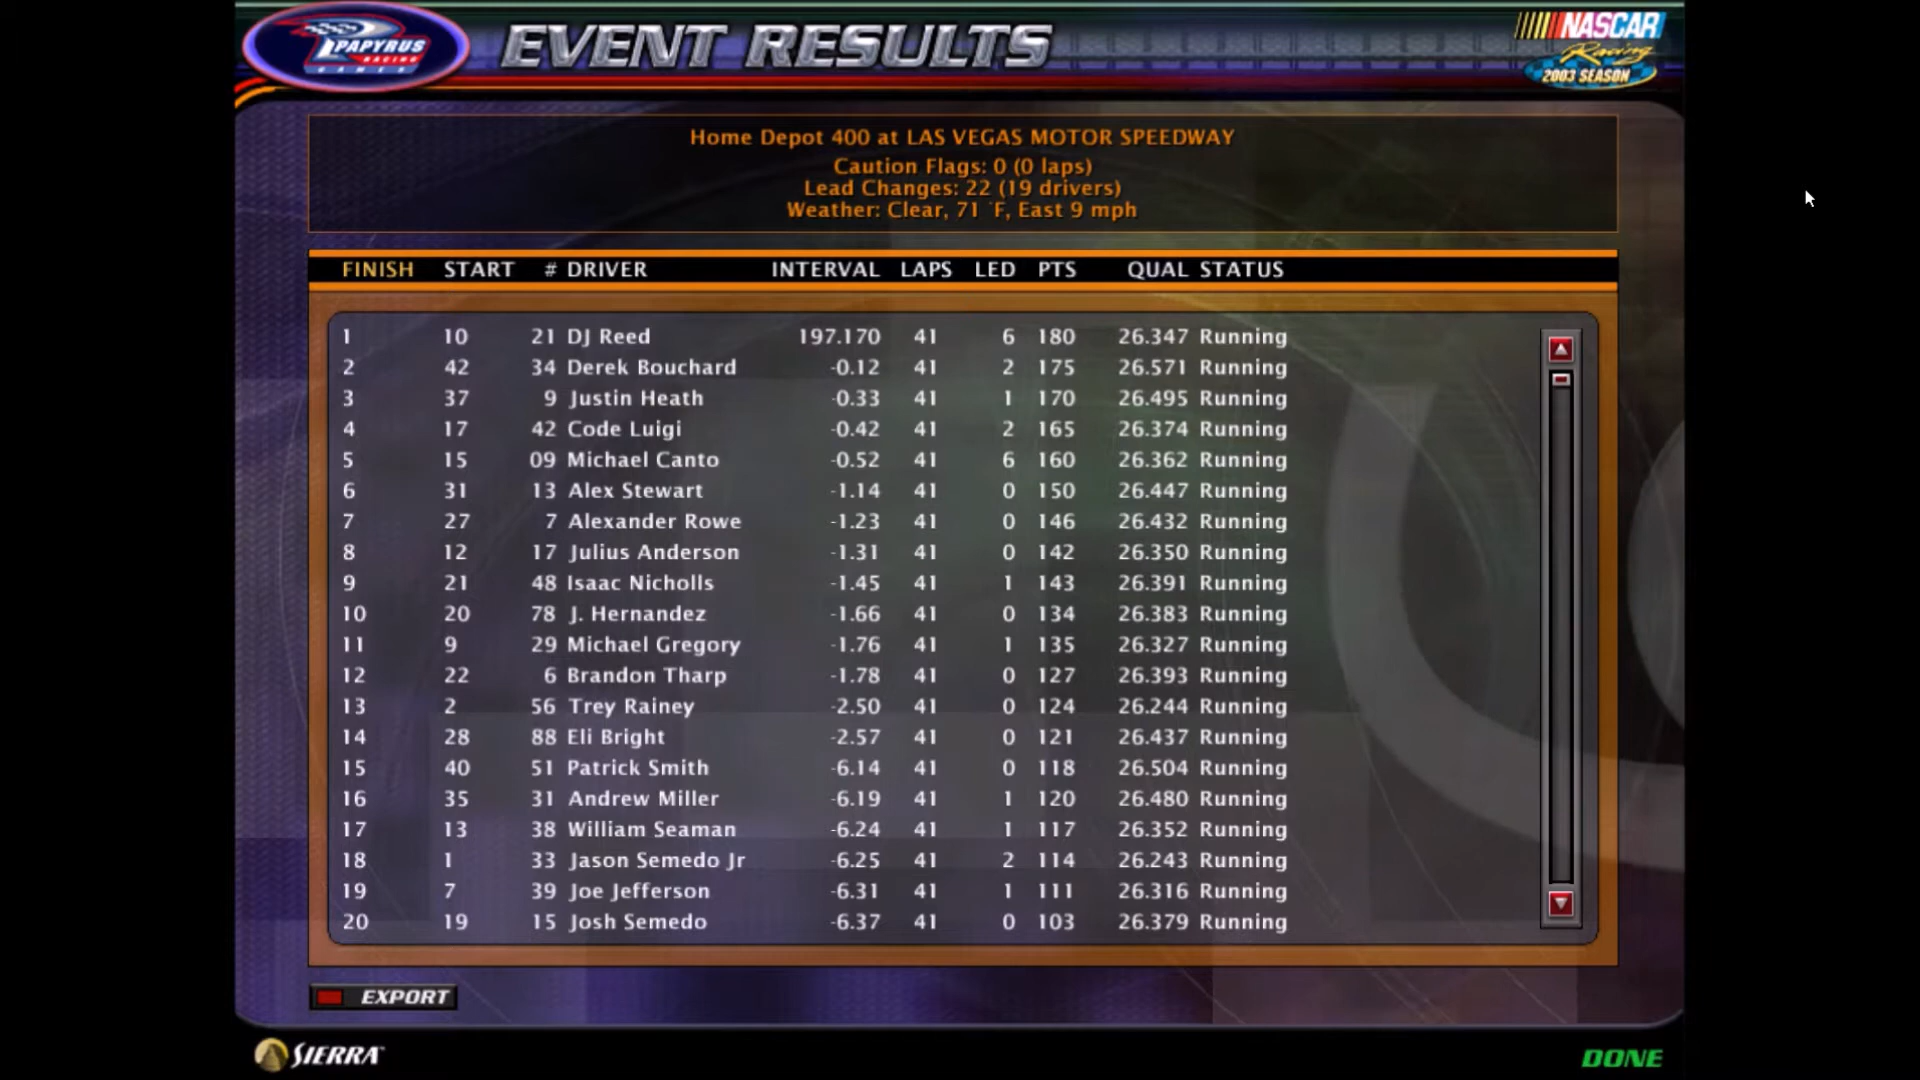 PAPYRUS
RACING
GAMES
EVENT RESULTS
NASCAR
Racing
2003 SEASON
Home Depot 400 at LAS VEGAS MOTOR SPEEDWAY
Caution Flags: 0 (0 laps)
Lead Changes: 22 (19 drivers)
Weather: Clear, 71 °F, East 9 mph
FINISH START # DRIVER INTERVAL LAPS LED PTS QUAL STATUS
1 10 21 DJ Reed 197.170 41 6 180 26.347 Running
2 42 34 Derek Bouchard -0.12 41 2 175 26.571 Running
3 37 9 Justin Heath -0.33 41 1 170 26.495 Running
4 17 42 Code Luigi -0.42 41 2 165 26.374 Running
5 15 09 Michael Canto -0.52 41 6 160 26.362 Running
6 31 13 Alex Stewart -1.14 41 0 150 26.447 Running
7 27 7 Alexander Rowe -1.23 41 0 146 26.432 Running
8 12 17 Julius Anderson -1.31 41 0 142 26.350 Running
9 21 48 Isaac Nicholls -1.45 41 1 143 26.391 Running
10 20 78 J. Hernandez -1.66 41 0 134 26.383 Running
11 9 29 Michael Gregory -1.76 41 1 135 26.327 Running
12 22 6 Brandon Tharp -1.78 41 0 127 26.393 Running
13 2 56 Trey Rainey -2.50 41 0 124 26.244 Running
14 28 88 Eli Bright -2.57 41 0 121 26.437 Running
15 40 51 Patrick Smith -6.14 41 0 118 26.504 Running
16 35 31 Andrew Miller -6.19 41 1 120 26.480 Running
17 13 38 William Seaman -6.24 41 1 117 26.352 Running
18 1 33 Jason Semedo Jr -6.25 41 2 114 26.243 Running
19 7 39 Joe Jefferson -6.31 41 1 111 26.316 Running
20 19 15 Josh Semedo -6.37 41 0 103 26.379 Running
EXPORT
SIERRA
DONE